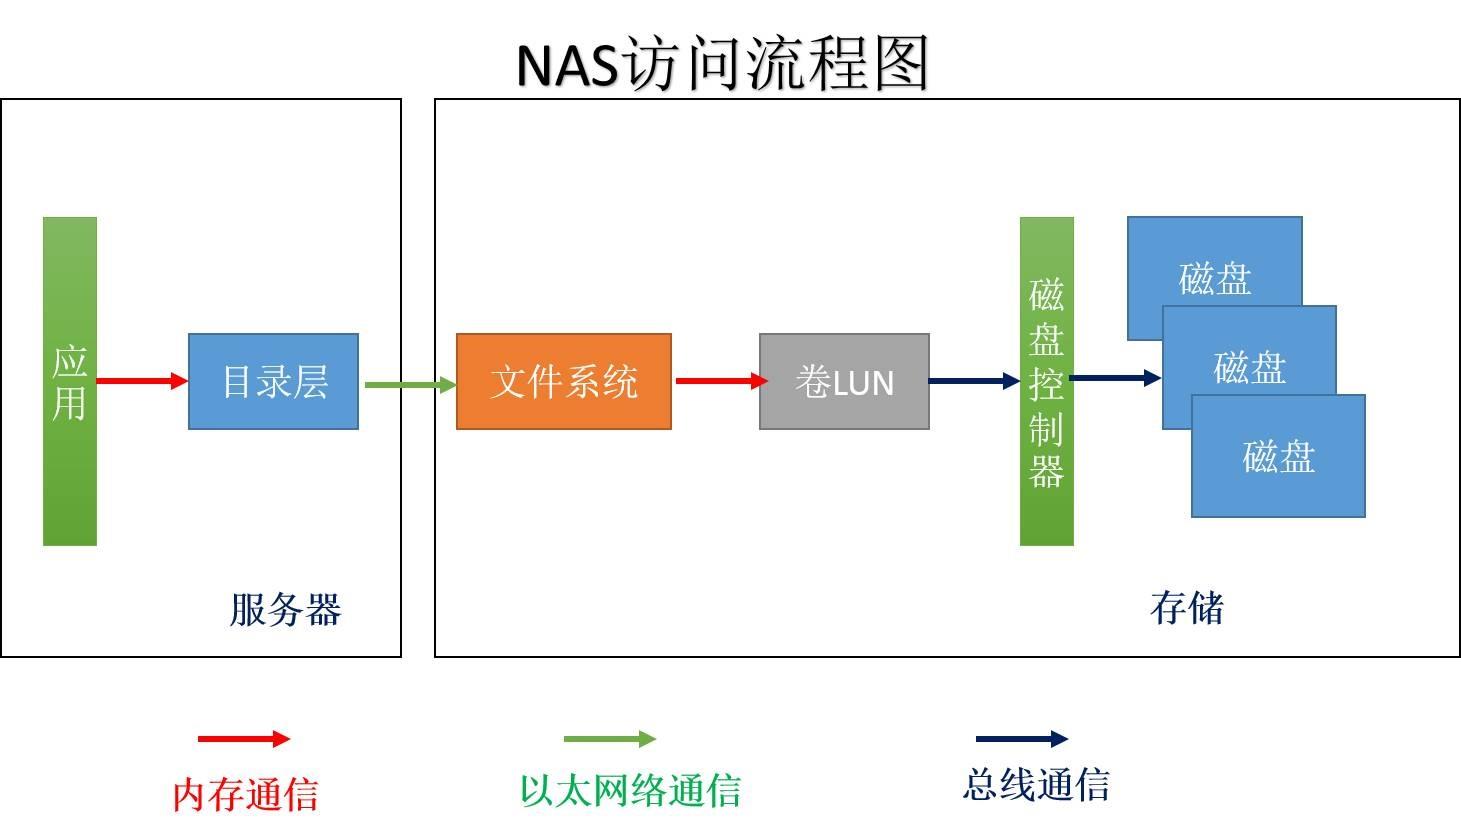 NAS访问流程图
应用
目录层
文件系统
卷LUN
磁盘控制器
磁盘
磁盘
磁盘
服务器
存储
内存通信
以太网络通信
总线通信